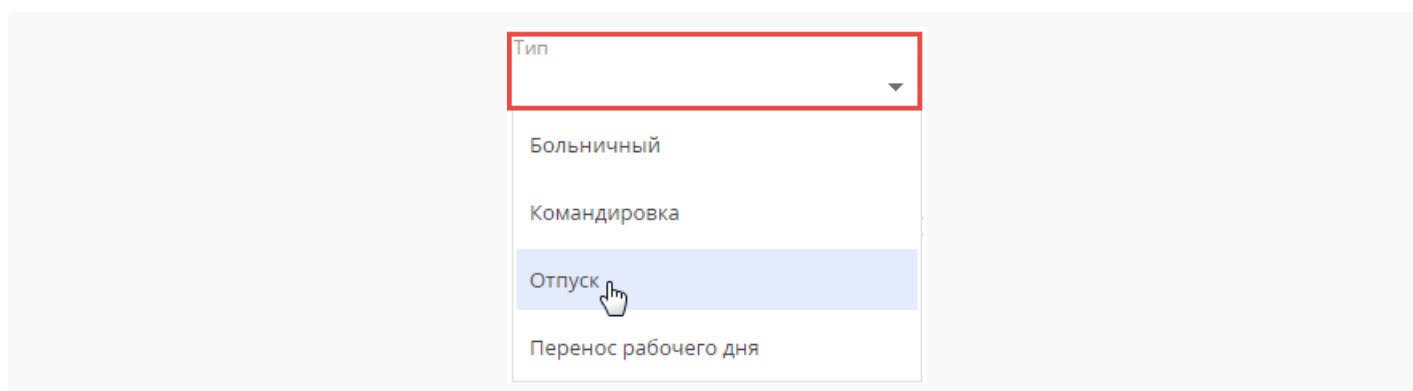 Тип
Больничный
Командировка
Отпуск
Перенос рабочего дня